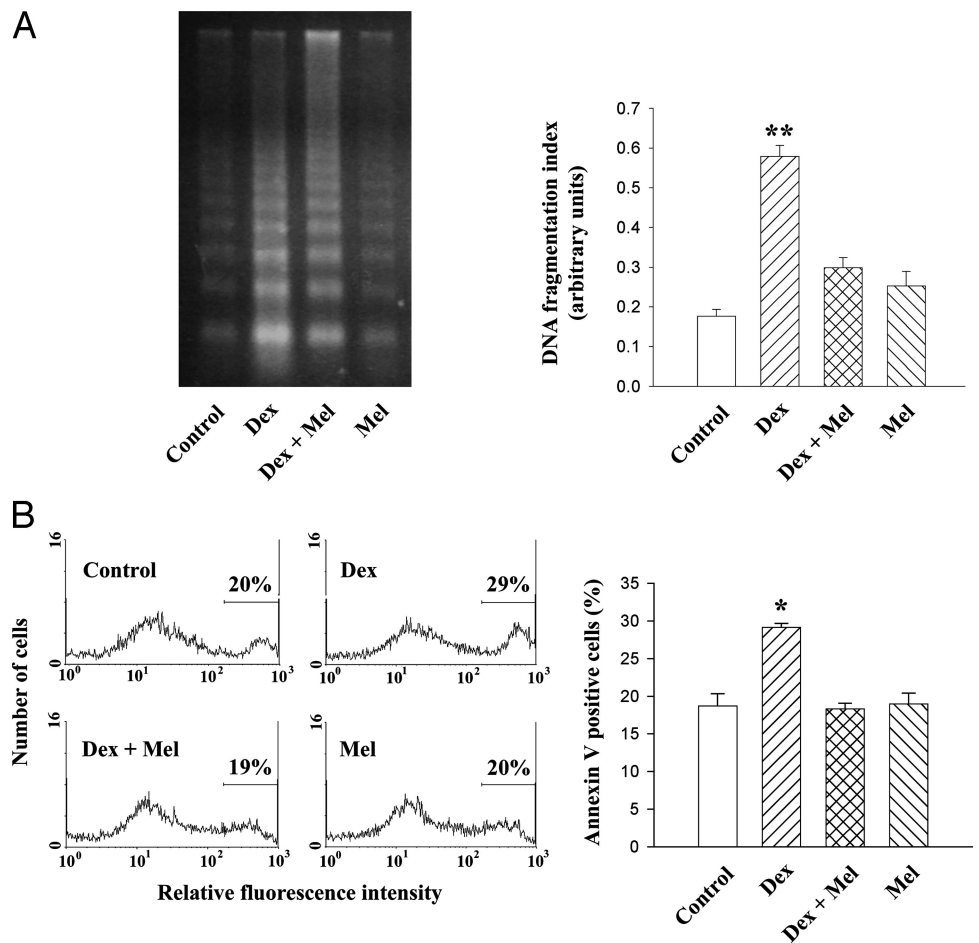 A
Control
Dex
Dex + Mel
Mel
DNA fragmentation index
(arbitrary units)
0.7
0.6
0.5
0.3
0.2
0.1
0.0
**
Control
Dex
Dex + Mel
Mel
B
Number of cells
16
0
Control
20%
10⁰ 10¹ 10² 10³
16
0
Dex
29%
10⁰ 10¹ 10² 10³
16
0
Dex + Mel
19%
10⁰ 10¹ 10² 10³
16
0
Mel
20%
10⁰ 10¹ 10² 10³
Relative fluorescence intensity
Annexin V positive cells (%)
35
30
25
20
15
10
5
0
*
Control
Dex
Dex + Mel
Mel